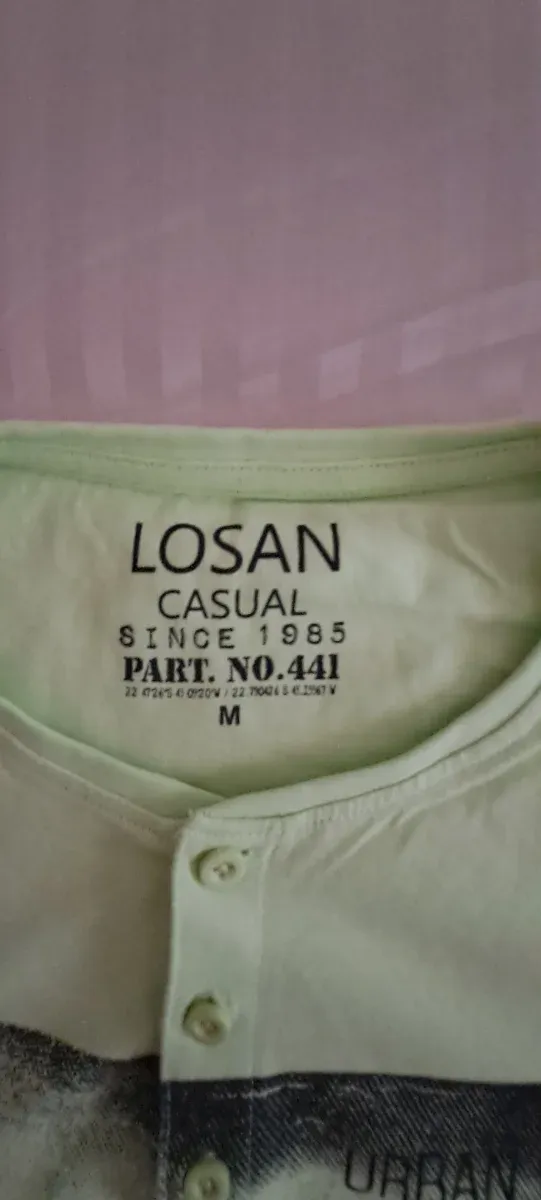 LOSAN
CASUAL
SINCE 1985
PART. NO.441
M
URBAN